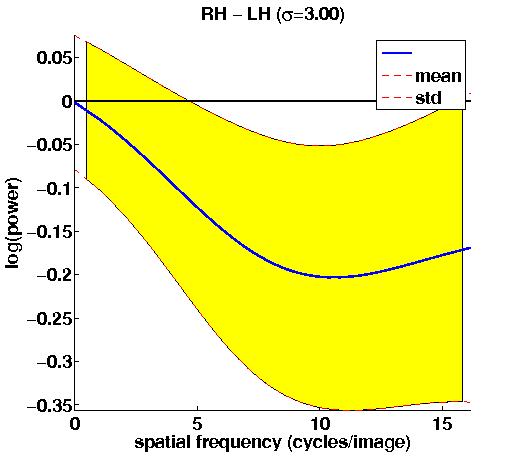 RH − LH (σ=3.00)
mean
std
0.05
0
−0.05
−0.1
−0.15
−0.2
−0.25
−0.3
−0.35
log(power)
0 5 10 15
spatial frequency (cycles/image)